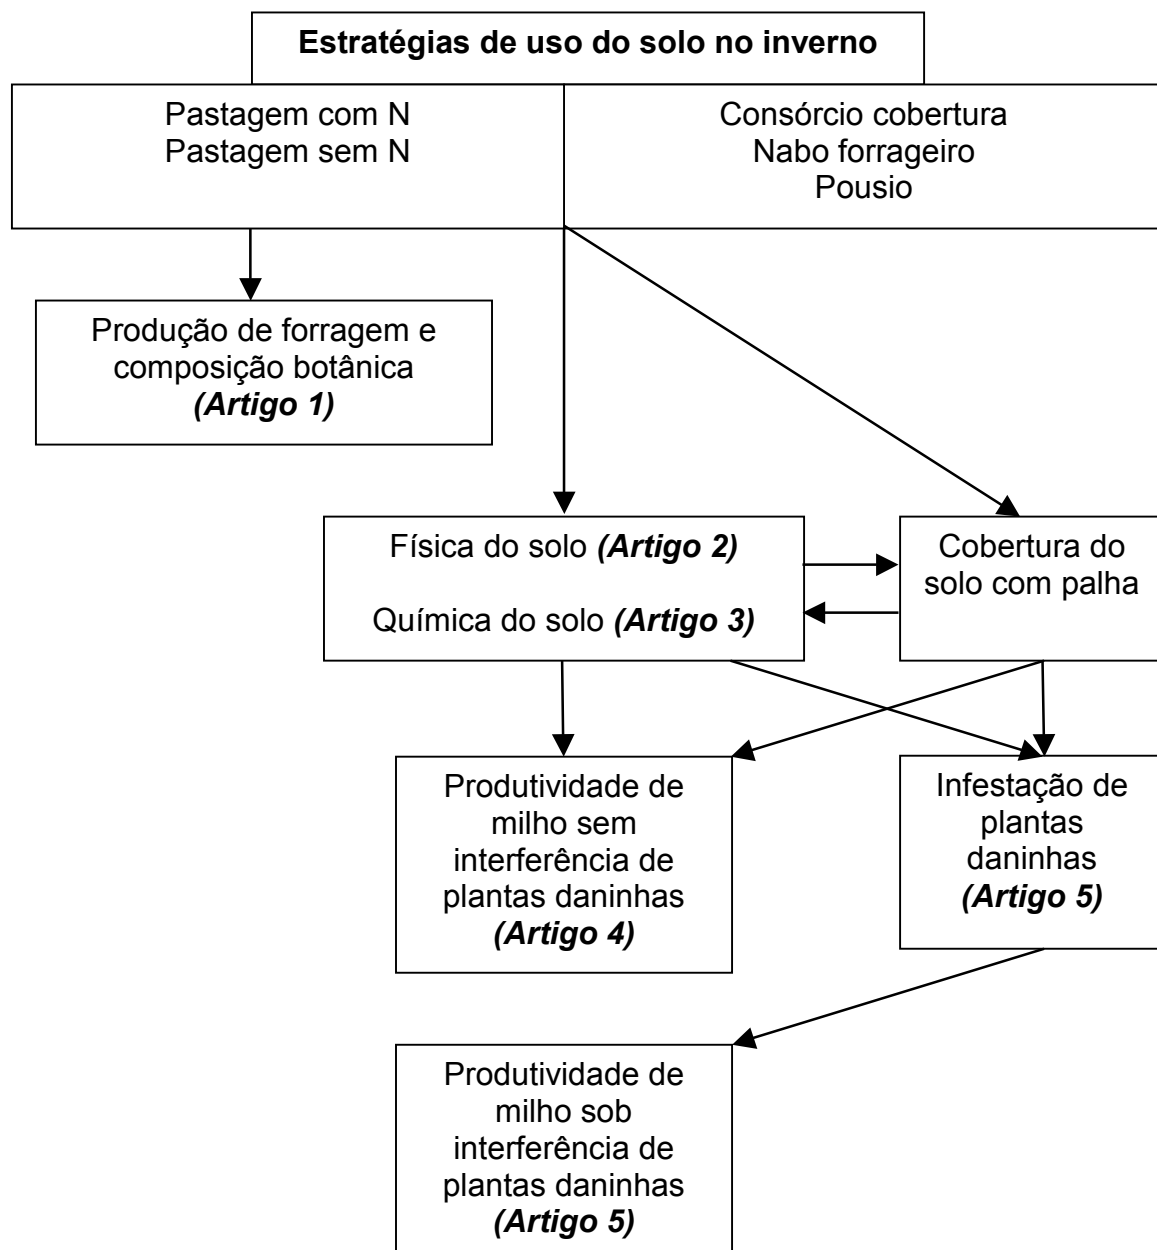 Estratégias de uso do solo no inverno
Pastagem com N
Pastagem sem N
Consórcio cobertura
Nabo forrageiro
Pousio
Produção de forragem e
composição botânica
(Artigo 1)
Física do solo (Artigo 2)
Química do solo (Artigo 3)
Cobertura do
solo com palha
Produtividade de
milho sem
interferência de
plantas daninhas
(Artigo 4)
Infestação de
plantas
daninhas
(Artigo 5)
Produtividade de
milho sob
interferência de
plantas daninhas
(Artigo 5)